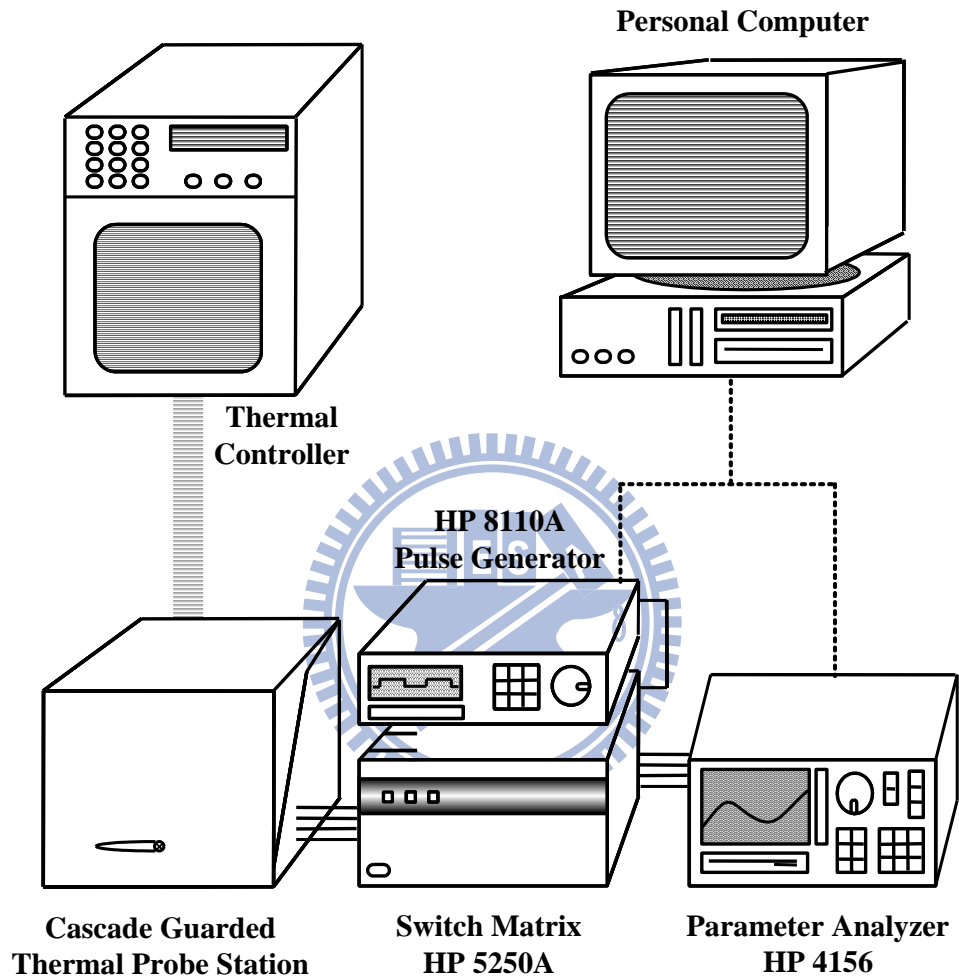 Personal Computer
Thermal
Controller
HP 8110A
Pulse Generator
ES
Cascade Guarded
Thermal Probe Station
Switch Matrix
HP 5250A
Parameter Analyzer
HP 4156